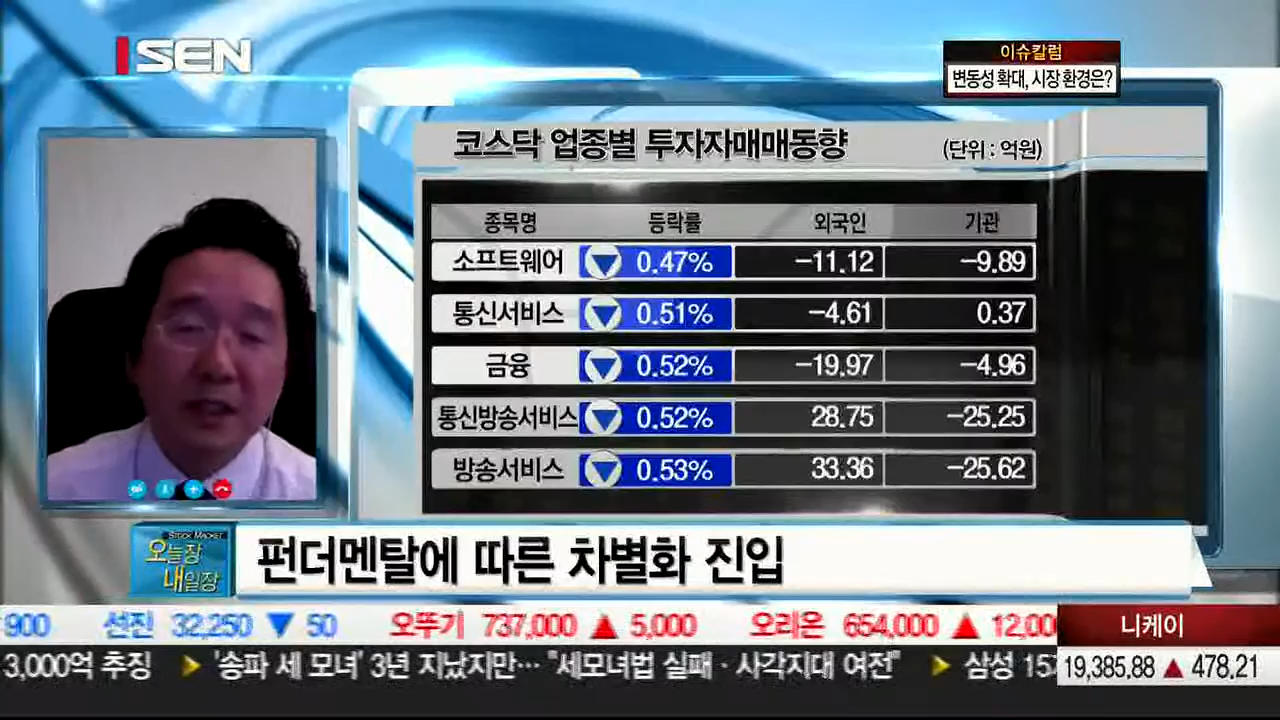 SEN
이슈칼럼
변동성 확대, 시장 환경은?
코스닥 업종별 투자자매매동향 (단위 : 억원)
종목명 등락률 외국인 기관
소프트웨어 ▼ 0.47% -11.12 -9.89
통신서비스 ▼ 0.51% -4.61 0.37
금융 ▼ 0.52% -19.97 -4.96
통신방송서비스 ▼ 0.52% 28.75 -25.25
방송서비스 ▼ 0.53% 33.36 -25.62
STOCK MARKET
오늘장
내일장
펀더멘탈에 따른 차별화 진입
900 선진 32,250 ▼ 50 오뚜기 737,000 ▲ 5,000 오리온 654,000 ▲ 12,00
니케이
3,000억 추징 ▶ '송파 세 모녀' 3년 지났지만… "세모녀법 실패·사각지대 여전" ▶ 삼성 157
19,385.88 ▲ 478.21